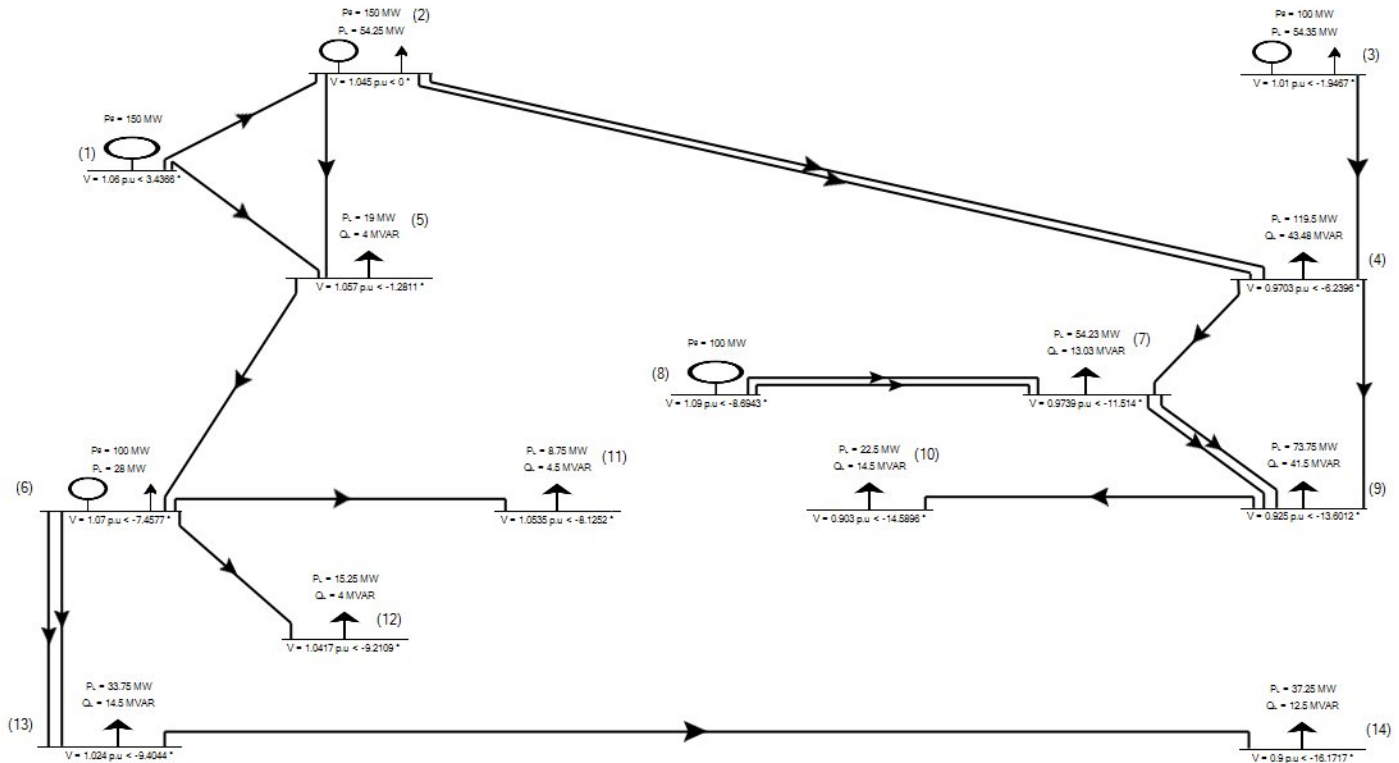 Pg = 150 MW
(2)
PL = 54.25 MW
V = 1.045 p.u < 0 °
Pg = 100 MW
PL = 54.35 MW
(3)
V = 1.01 p.u < -1.9467 °
Pg = 150 MW
(1)
V = 1.06 p.u < 3.4366 °
PL = 19 MW
(5)
QL = 4 MVAR
V = 1.057 p.u < -1.2811 °
PL = 119.5 MW
QL = 43.48 MVAR
(4)
V = 0.9703 p.u < -6.2396 °
Pg = 100 MW
(8)
V = 1.09 p.u < -8.6943 °
PL = 54.23 MW
(7)
QL = 13.03 MVAR
V = 0.9739 p.u < -11.514 °
Pg = 100 MW
PL = 28 MW
(6)
V = 1.07 p.u < -7.4577 °
PL = 8.75 MW
(11)
QL = 4.5 MVAR
V = 1.0535 p.u < -8.1252 °
PL = 22.5 MW
(10)
QL = 14.5 MVAR
V = 0.903 p.u < -14.5896 °
PL = 73.75 MW
QL = 41.5 MVAR
(9)
V = 0.925 p.u < -13.6012 °
PL = 15.25 MW
QL = 4 MVAR
(12)
V = 1.0417 p.u < -9.2109 °
PL = 33.75 MW
QL = 14.5 MVAR
(13)
V = 1.024 p.u < -9.4044 °
PL = 37.25 MW
QL = 12.5 MVAR
(14)
V = 0.9 p.u < -16.1717 °